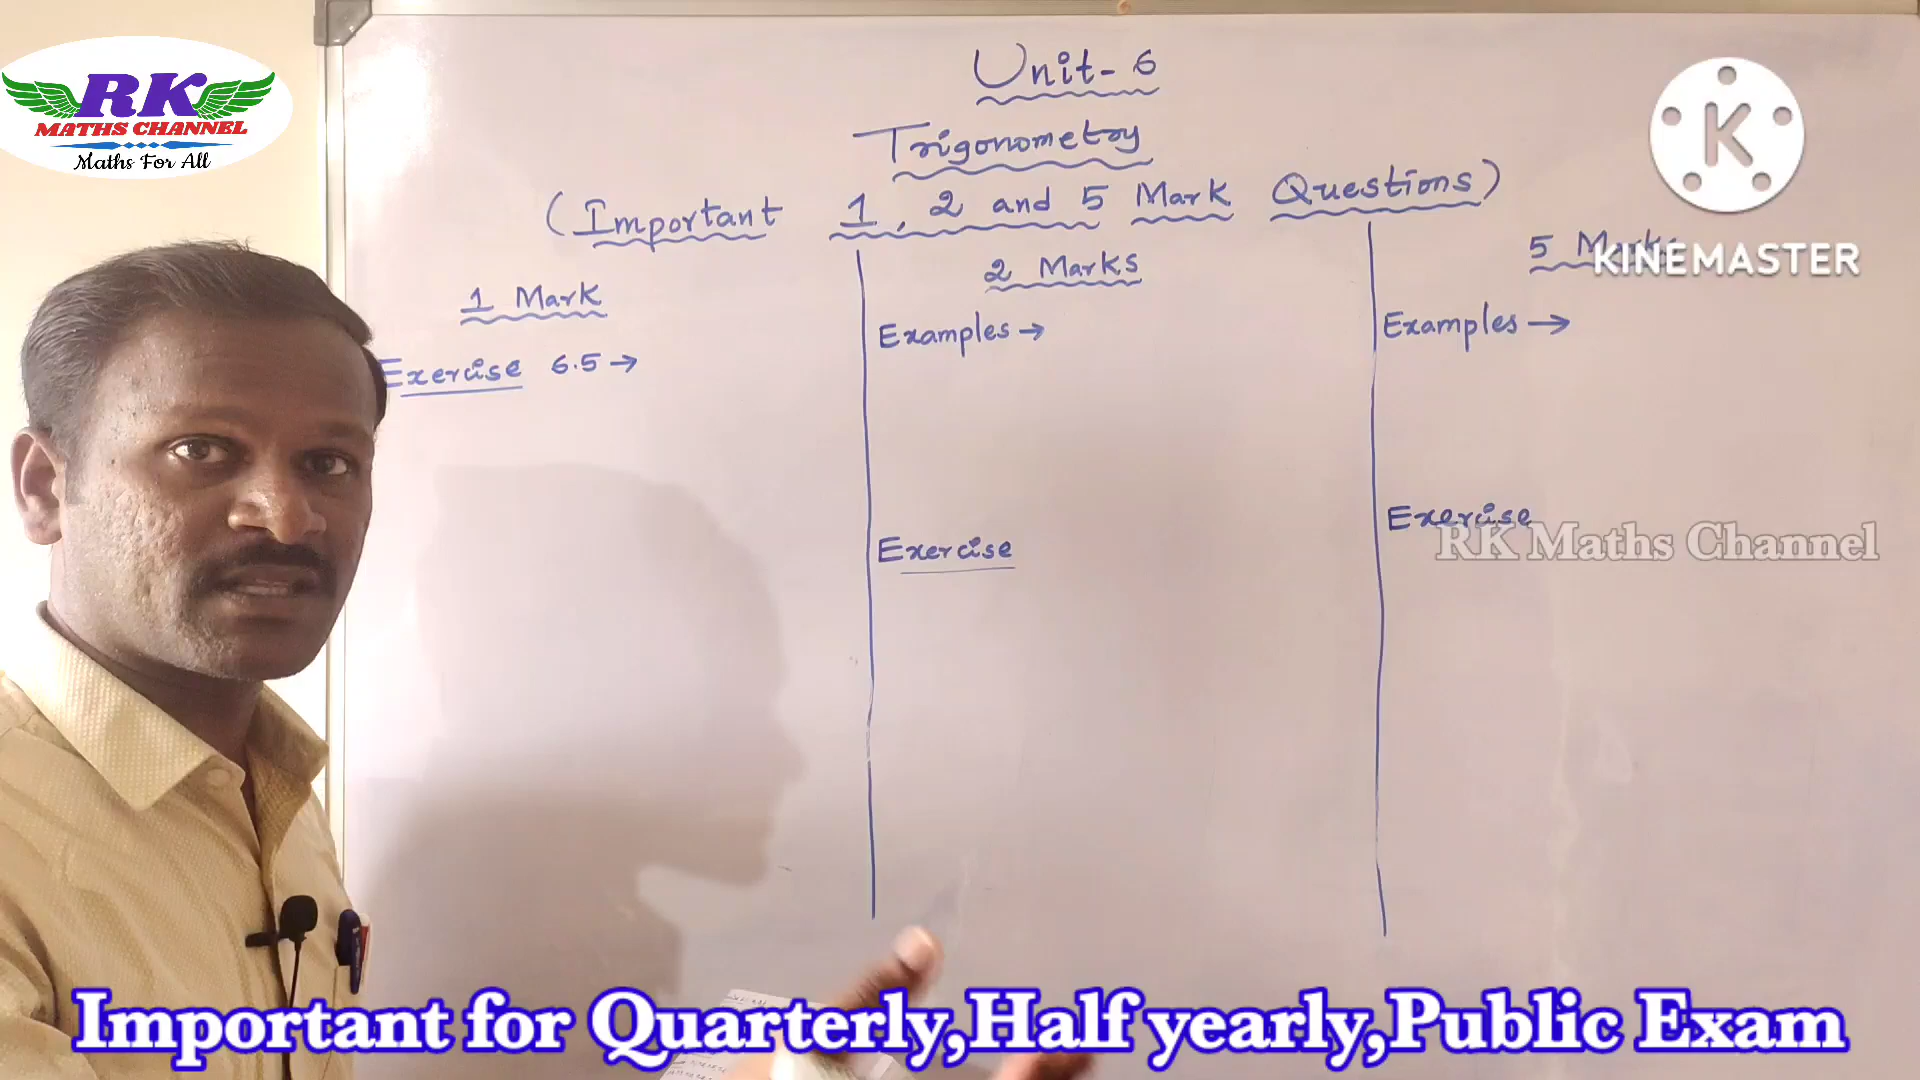 RK
MATHS CHANNEL
Maths For All
Unit - 6
Trigonometry
(Important 1, 2 and 5 Mark Questions)
1 Mark
Exercise 6.5 →
2 Marks
Examples →
Exercise
5 Marks
Examples →
Exercise
K
KINEMASTER
RK Maths Channel
Important for Quarterly,Half yearly,Public Exam